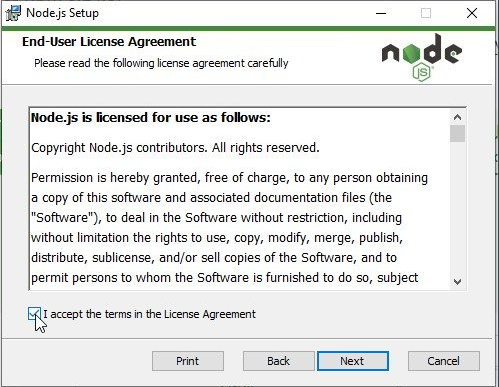 Node.js Setup
End-User License Agreement
Please read the following license agreement carefully
node
JS
Node.js is licensed for use as follows:
Copyright Node.js contributors. All rights reserved.
Permission is hereby granted, free of charge, to any person obtaining
a copy of this software and associated documentation files (the
"Software"), to deal in the Software without restriction, including
without limitation the rights to use, copy, modify, merge, publish,
distribute, sublicense, and/or sell copies of the Software, and to
permit persons to whom the Software is furnished to do so, subject
I accept the terms in the License Agreement
Print
Back
Next
Cancel